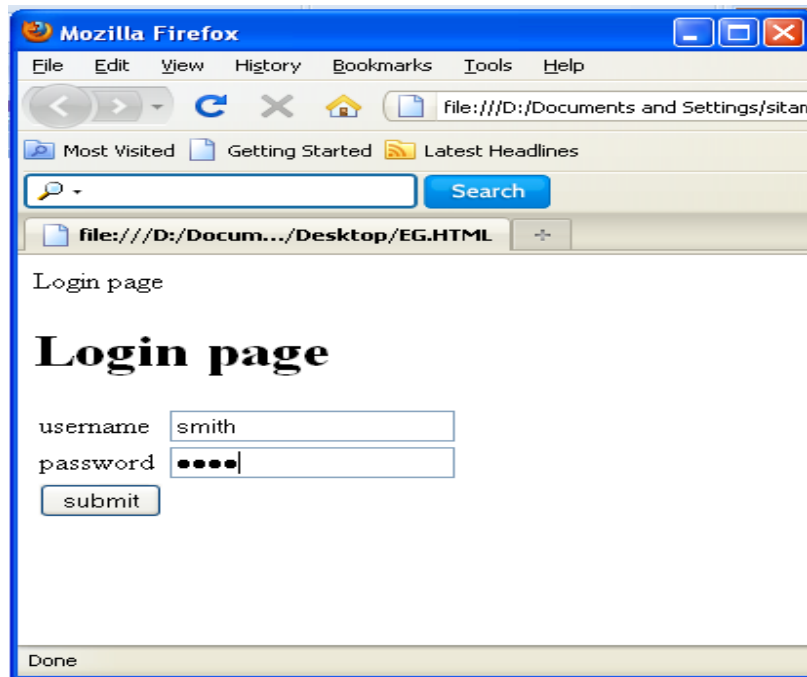 Mozilla Firefox
File Edit View History Bookmarks Tools Help
file:///D:/Documents and Settings/sitar
Most Visited Getting Started Latest Headlines
Search
file:///D:/Docum.../Desktop/EG.HTML
Login page
Login page
username smith
password ••••
submit
Done